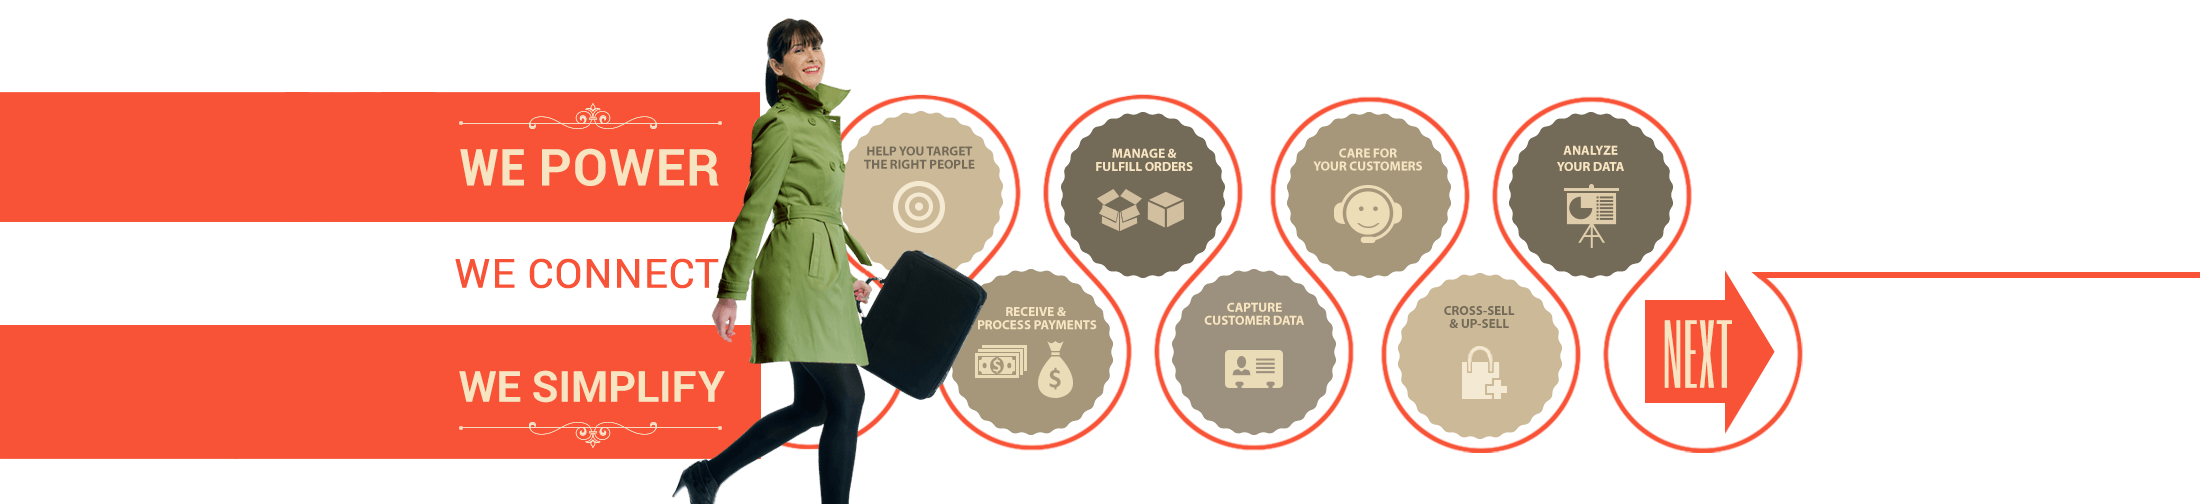 WE POWER
WE CONNECT
WE SIMPLIFY
HELP YOU TARGET
THE RIGHT PEOPLE
RECEIVE &
PROCESS PAYMENTS
MANAGE &
FULFILL ORDERS
CAPTURE
CUSTOMER DATA
CARE FOR
YOUR CUSTOMERS
CROSS-SELL
& UP-SELL
ANALYZE
YOUR DATA
NEXT